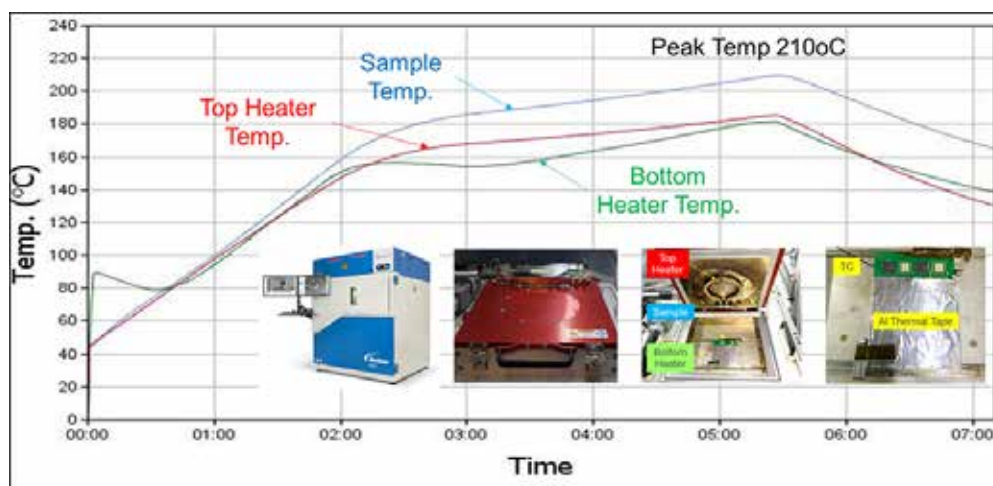 240
220
200
180
160
140
120
100
80
60
40
20
0
Temp. (°C)
Peak Temp 210oC
Sample
Temp.
Top Heater
Temp.
Bottom
Heater Temp.
Top
Heater
Sample
Bottom
Heater
TC
Al Thermal Tape
00:00 01:00 02:00 03:00 04:00 05:00 06:00 07:00
Time